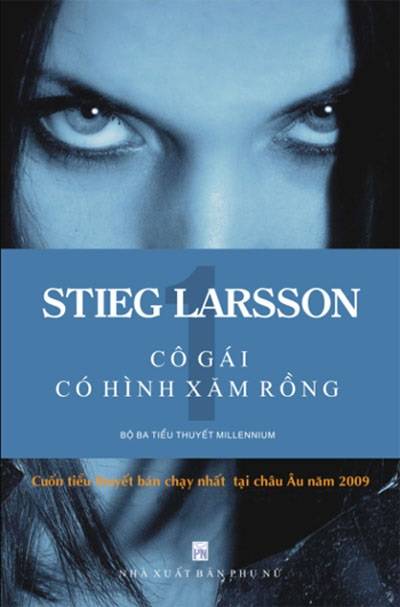 1
STIEG LARSSON
CÔ GÁI
CÓ HÌNH XĂM RỒNG
BỘ BA TIỂU THUYẾT MILLENNIUM
Cuốn tiểu thuyết bán chạy nhất tại châu Âu năm 2009
PN
NHÀ XUẤT BẢN PHỤ NỮ